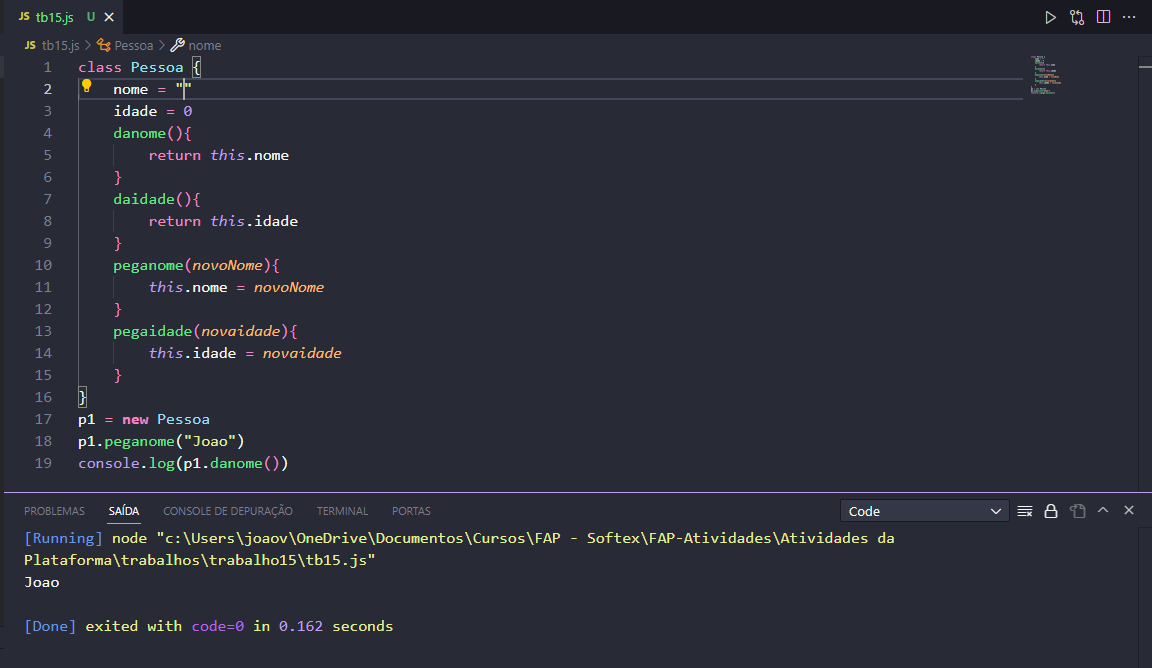 JS tb15.js U
JS tb15.js > Pessoa > nome
1 class Pessoa {
2 nome = ""
3 idade = 0
4 danome(){
5 return this.nome
6 }
7 daidade(){
8 return this.idade
9 }
10 peganome(novoNome){
11 this.nome = novoNome
12 }
13 pegaidade(novaidade){
14 this.idade = novaidade
15 }
16 }
17 p1 = new Pessoa
18 p1.peganome("Joao")
19 console.log(p1.danome())
PROBLEMAS SAÍDA CONSOLE DE DEPURAÇÃO TERMINAL PORTAS Code
[Running] node "c:\Users\joaov\OneDrive\Documentos\Cursos\FAP - Softex\FAP-Atividades\Atividades da
Plataforma\trabalhos\trabalho15\tb15.js"
Joao
[Done] exited with code=0 in 0.162 seconds